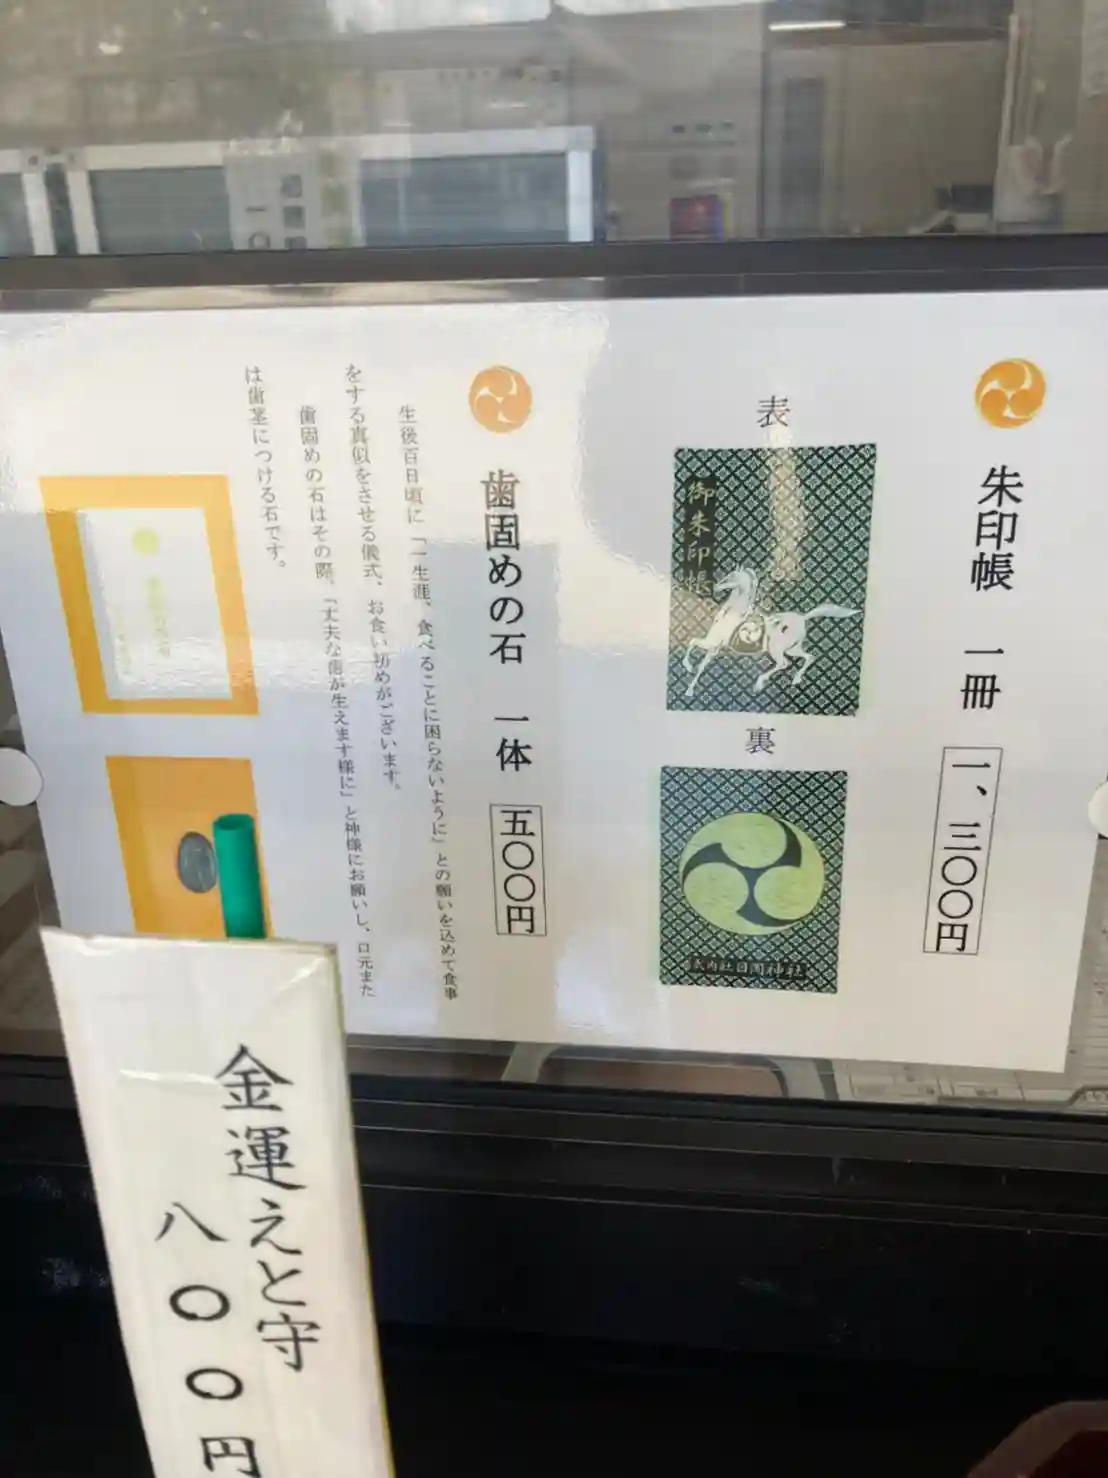 朱印帳 一冊 一、三〇〇円
表
御朱印帳
裏
日岡神社
歯固めの石 一体 五〇〇円
生後百日頃に「一生涯、食べることに困らないように」との願いを込めて食事
をする真似をさせる儀式、お食い初めがございます。
歯固めの石はその際、「丈夫な歯が生えます様に」と神様にお願いし、口元また
は歯茎につける石です。
金運えと守
八〇〇円